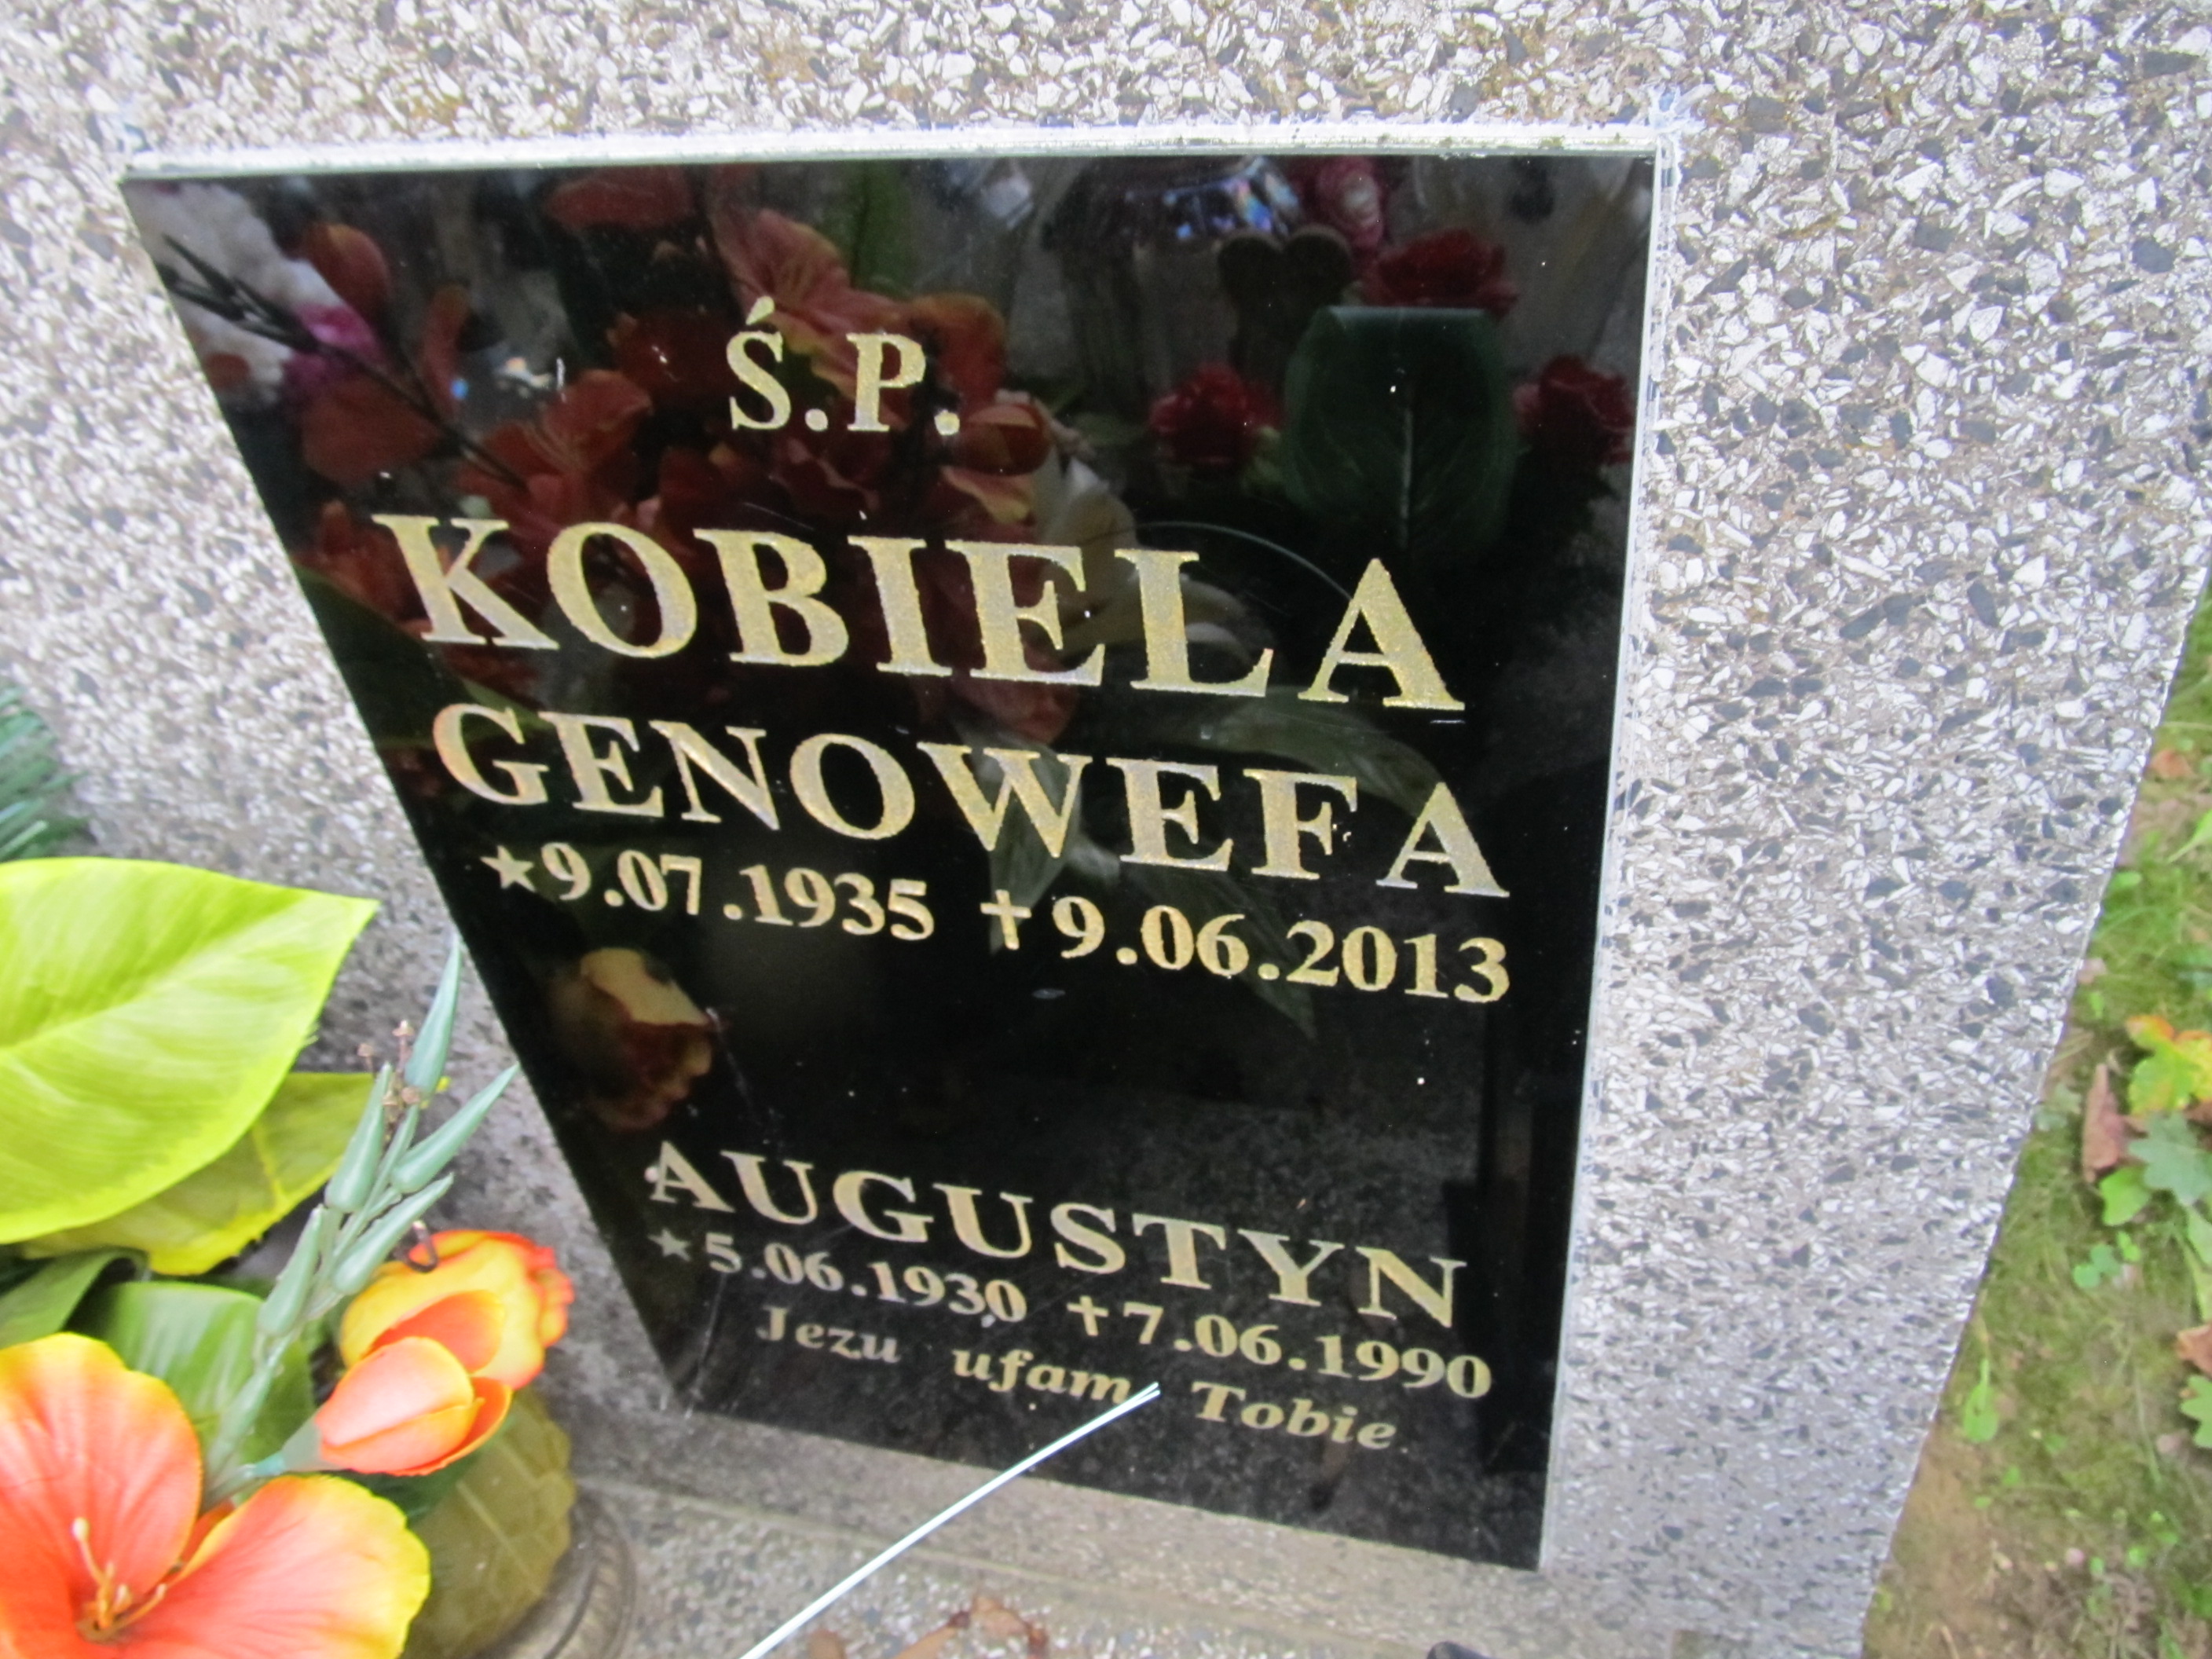 Ś.P.
KOBIELA
GENOWEFA
★9.07.1935 ✝9.06.2013
AUGUSTYN
★5.06.1930 ✝7.06.1990
Jezu ufam Tobie